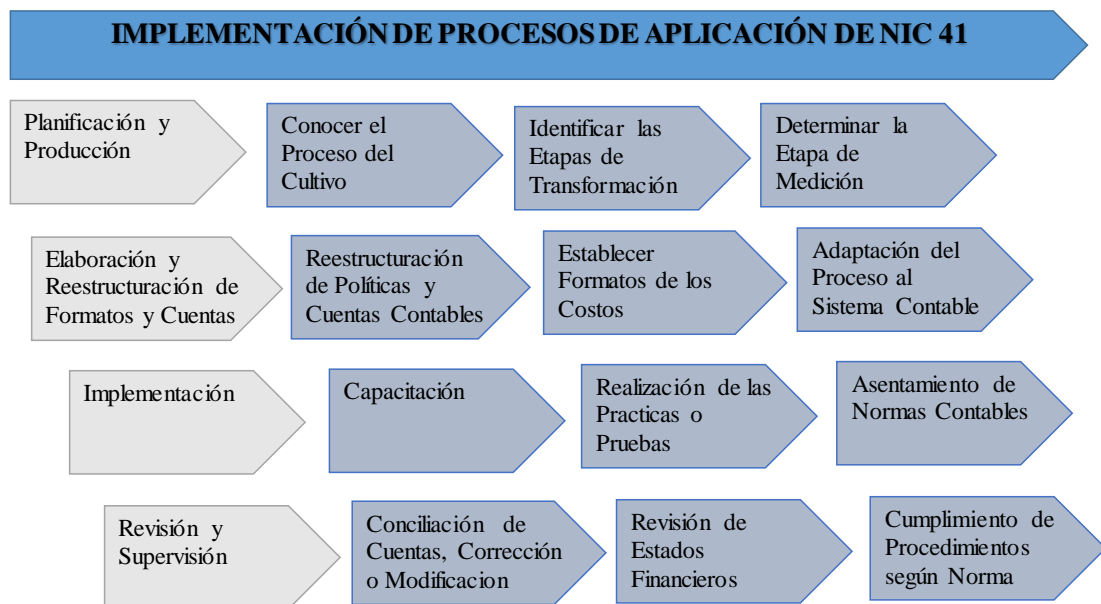 IMPLEMENTACIÓN DE PROCESOS DE APLICACIÓN DE NIC 41
Planificación y
Producción
Conocer el
Proceso del
Cultivo
Identificar las
Etapas de
Transformación
Determinar la
Etapa de
Medición
Elaboración y
Reestructuración de
Formatos y Cuentas
Reestructuración
de Políticas y
Cuentas Contables
Establecer
Formatos de los
Costos
Adaptación del
Proceso al
Sistema Contable
Implementación
Capacitación
Realización de las
Practicas o
Pruebas
Asentamiento de
Normas Contables
Revisión y
Supervisión
Conciliación de
Cuentas, Corrección
o Modificacion
Revisión de
Estados
Financieros
Cumplimiento de
Procedimientos
según Norma